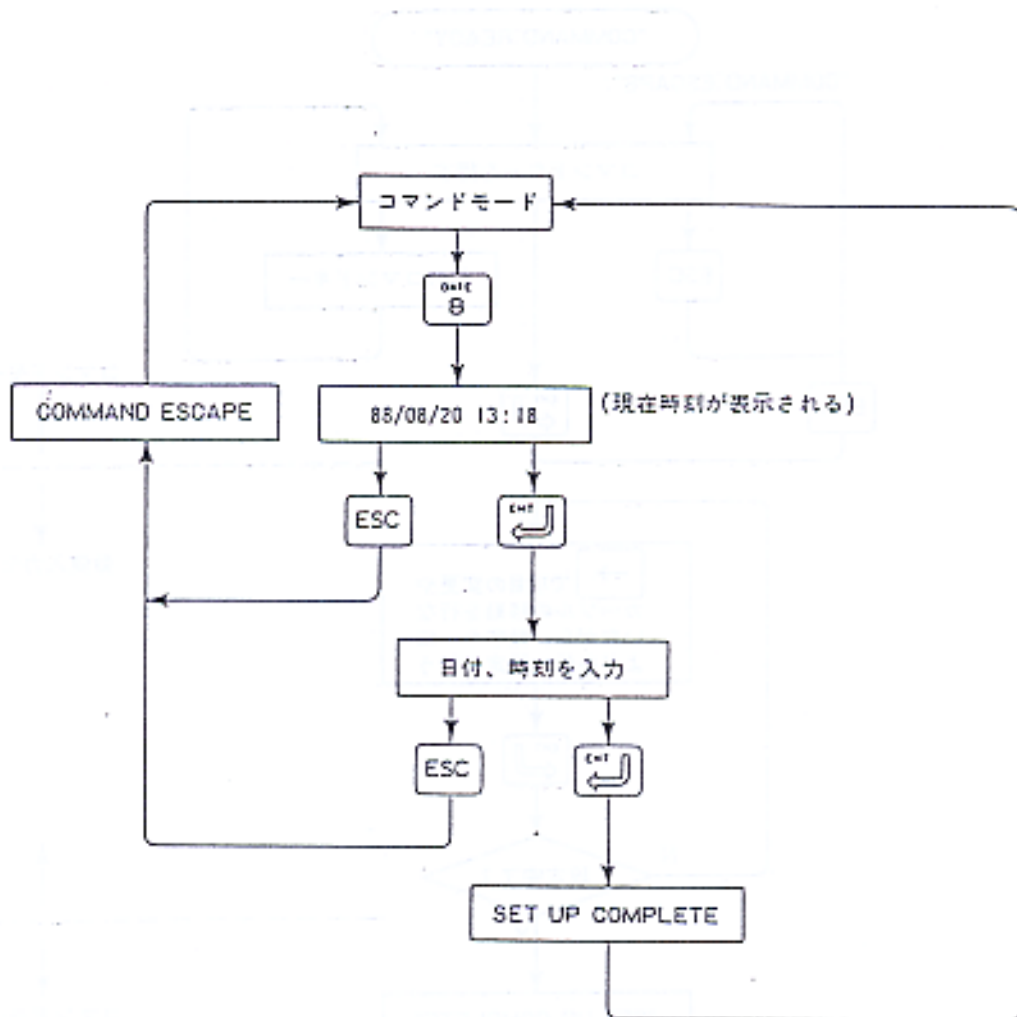 コマンドモード
DATE
8
COMMAND ESCAPE
88/08/20 13:18
(現在時刻が表示される)
ESC
ENT
日付、時刻を入力
ESC
ENT
SET UP COMPLETE